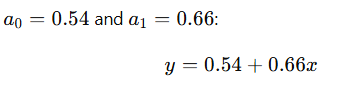 a₀ = 0.54 and a₁ = 0.66:
y = 0.54 + 0.66x